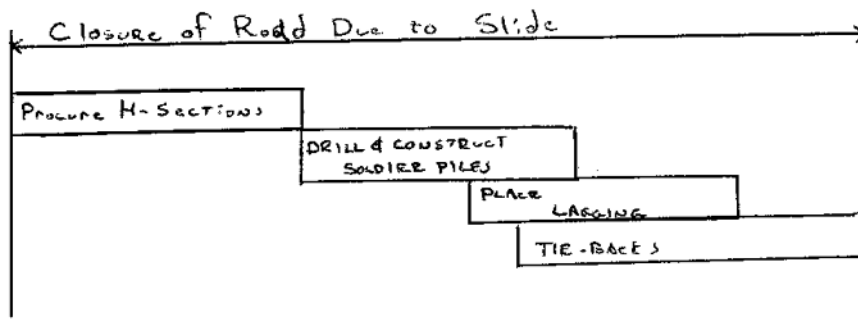 Closure of Road Due to Slide
Procure H-Sections
DRILL & CONSTRUCT
SOLDIER PILES
PLACE
LAGGING
TIE-BACKS